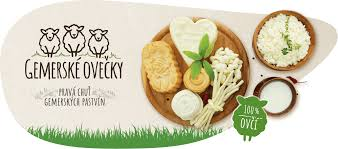 GEMERSKÉ OVEČKY
PRAVÁ CHUŤ
GEMERSKÝCH PASTVÍN
100%
OVČÍ